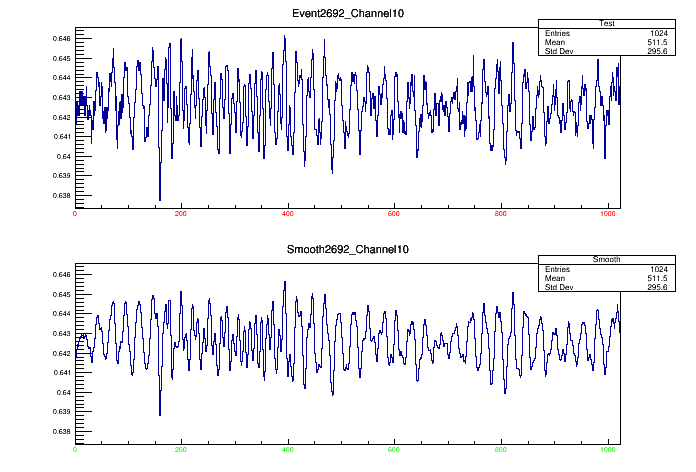 Event2692_Channel10
Test
Entries 1024
Mean 511.5
Std Dev 295.6
0.646
0.645
0.644
0.643
0.642
0.641
0.64
0.639
0.638
0 200 400 600 800 1000
Smooth2692_Channel10
Smooth
Entries 1024
Mean 511.5
Std Dev 295.6
0.646
0.645
0.644
0.643
0.642
0.641
0.64
0.639
0.638
0 200 400 600 800 1000